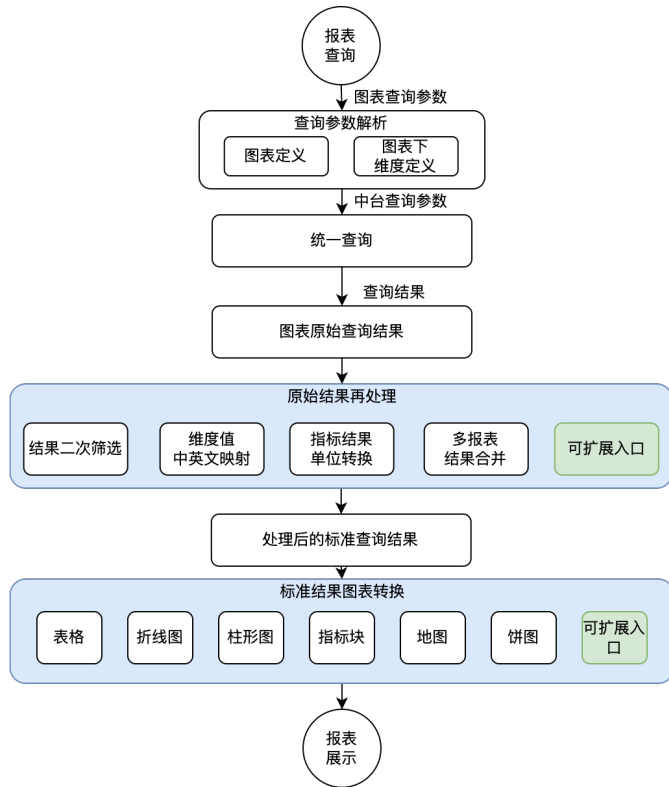 报表
查询
图表查询参数
查询参数解析
图表定义
图表下
维度定义
中台查询参数
统一查询
查询结果
图表原始查询结果
原始结果再处理
结果二次筛选
维度值
中英文映射
指标结果
单位转换
多报表
结果合并
可扩展入口
处理后的标准查询结果
标准结果图表转换
表格
折线图
柱形图
指标块
地图
饼图
可扩展入
口
报表
展示